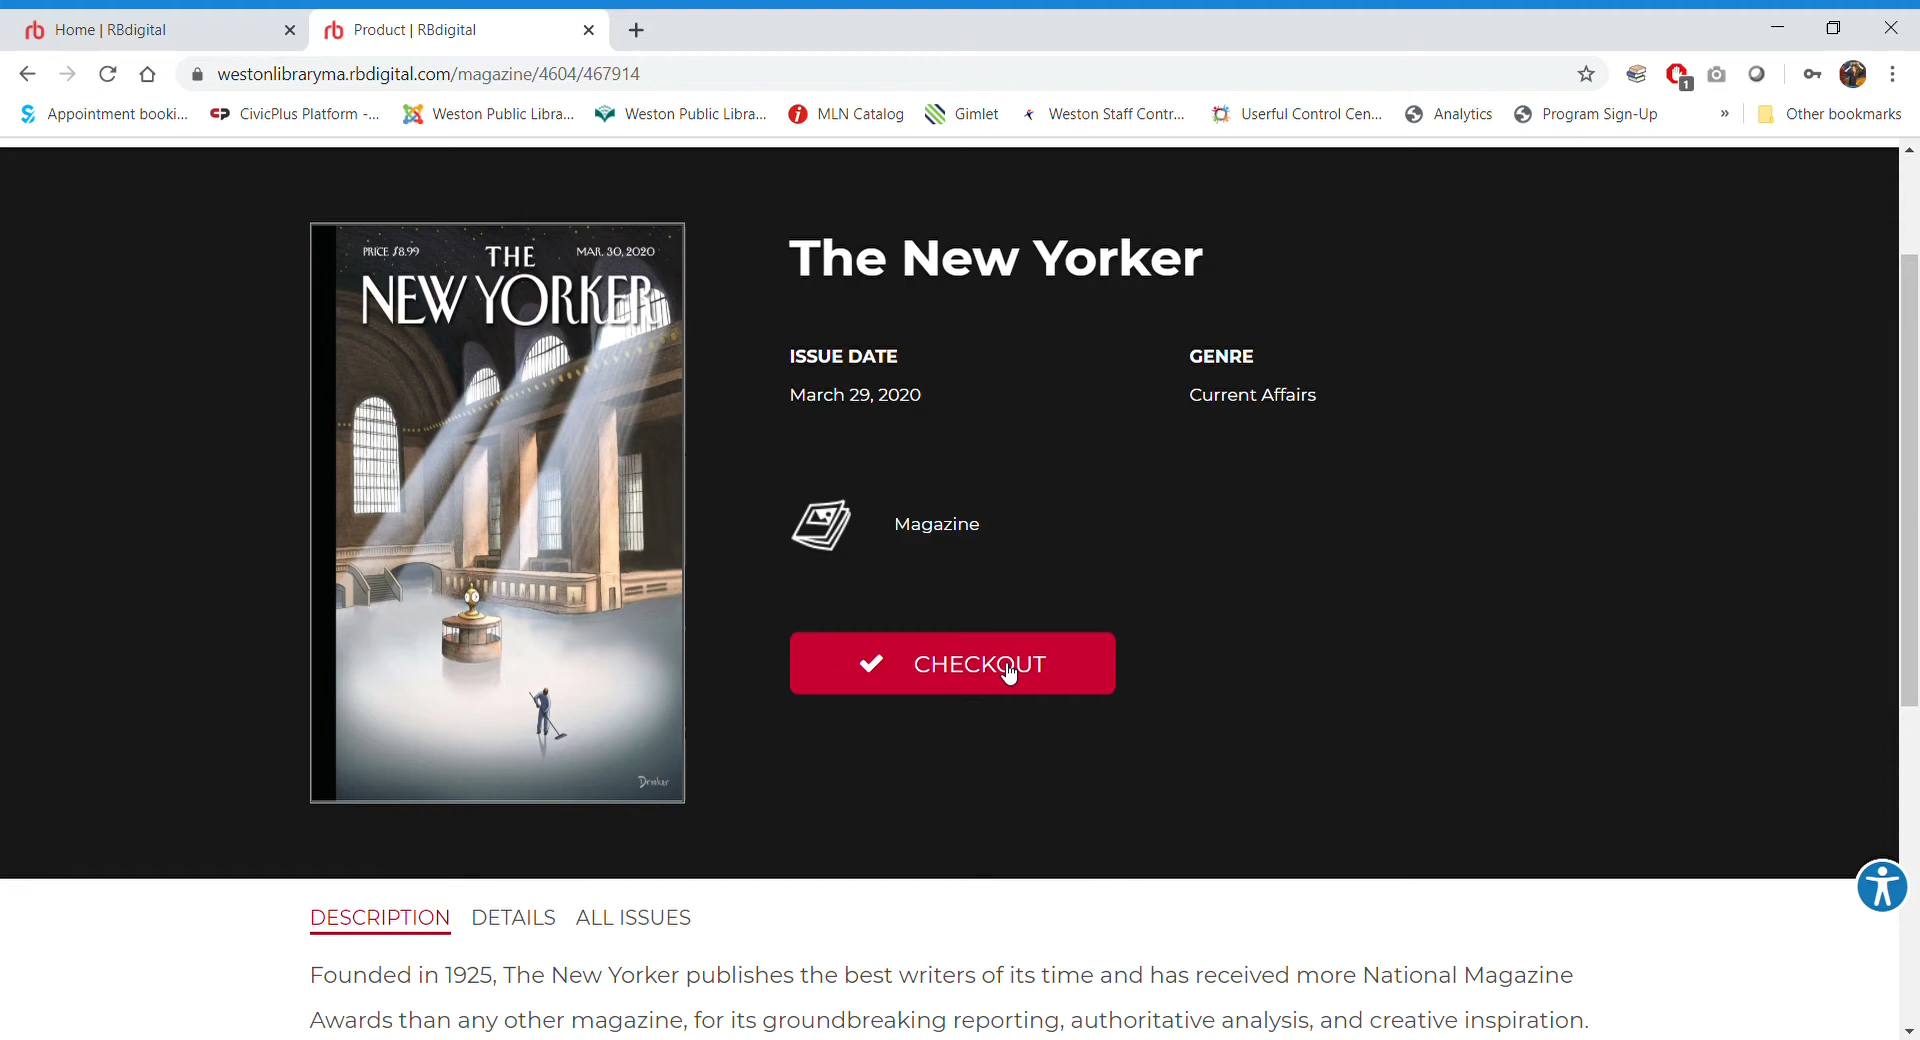 rb Home | RBdigital
rb Product | RBdigital
westonlibraryma.rbdigital.com/magazine/4604/467914
1
Appointment booki... CivicPlus Platform -... Weston Public Libra... Weston Public Libra... MLN Catalog Gimlet Weston Staff Contr... Userful Control Cen... Analytics Program Sign-Up » Other bookmarks
PRICE $8.99 THE MAR. 30, 2020
NEW YORKER
Drooker
The New Yorker
ISSUE DATE
March 29, 2020
GENRE
Current Affairs
Magazine
CHECKOUT
DESCRIPTION DETAILS ALL ISSUES
Founded in 1925, The New Yorker publishes the best writers of its time and has received more National Magazine
Awards than any other magazine, for its groundbreaking reporting, authoritative analysis, and creative inspiration.